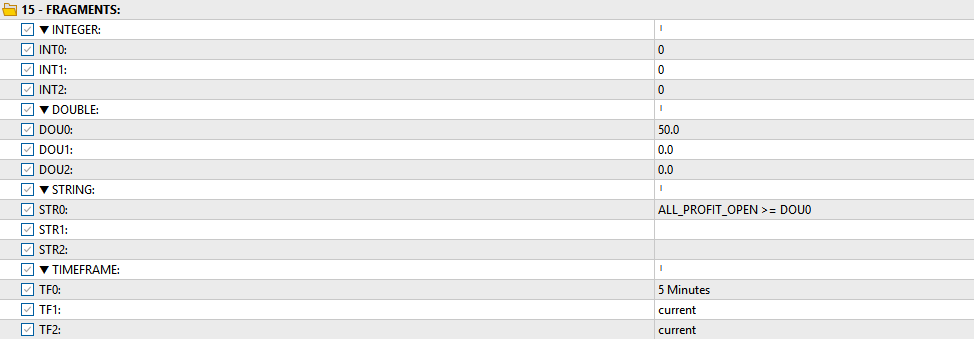 15 - FRAGMENTS:
▼ INTEGER:
INT0: 0
INT1: 0
INT2: 0
▼ DOUBLE:
DOU0: 50.0
DOU1: 0.0
DOU2: 0.0
▼ STRING:
STR0: ALL_PROFIT_OPEN >= DOU0
STR1:
STR2:
▼ TIMEFRAME:
TF0: 5 Minutes
TF1: current
TF2: current